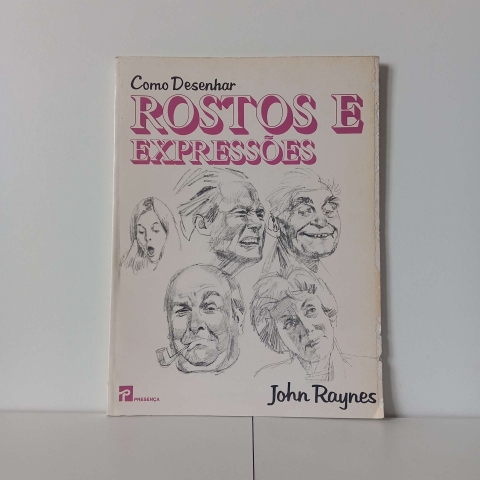 Como Desenhar
ROSTOS E
EXPRESSÕES
John Raynes
PRESENÇA